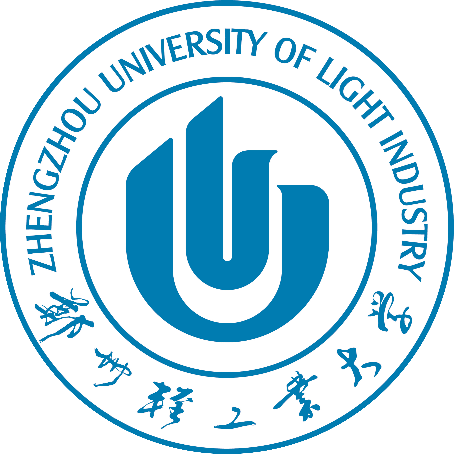 ZHENGZHOU UNIVERSITY OF LIGHT INDUSTRY
郑州轻工业大学